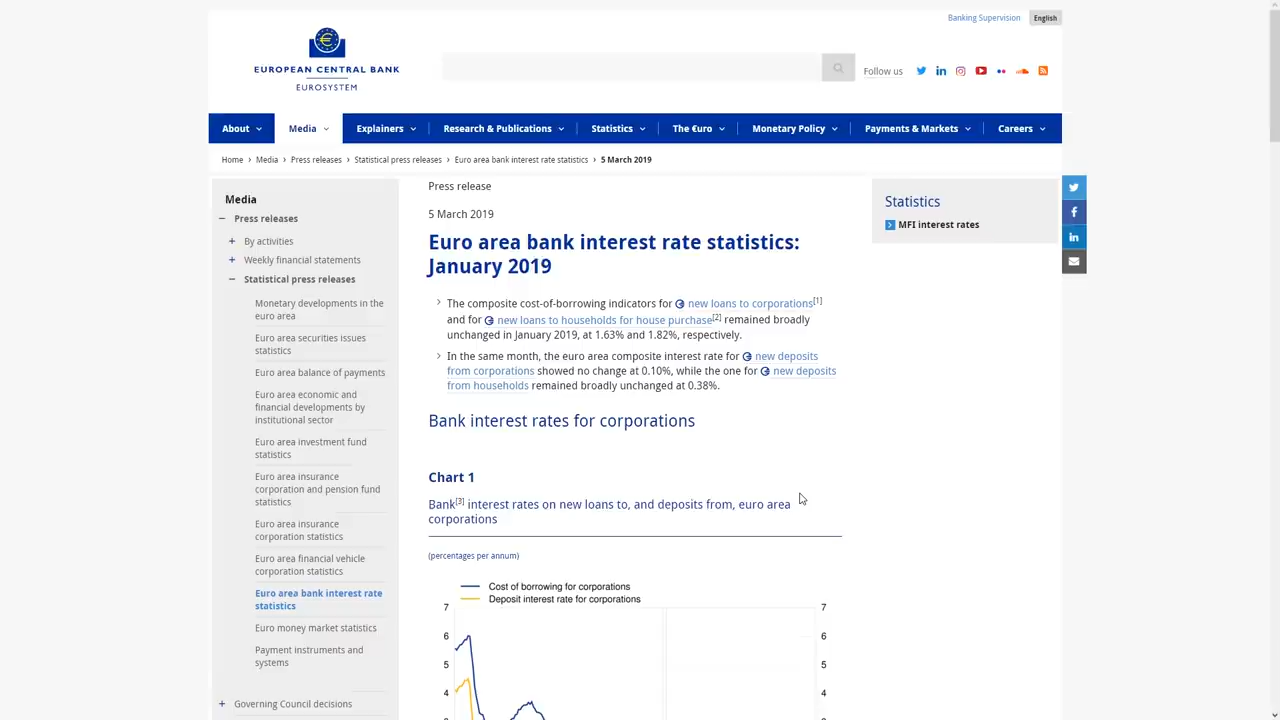 Banking Supervision
English
EUROPEAN CENTRAL BANK
EUROSYSTEM
Follow us
About
Media
Explainers
Research & Publications
Statistics
The €uro
Monetary Policy
Payments & Markets
Careers
Home › Media › Press releases › Statistical press releases › Euro area bank interest rate statistics › 5 March 2019
Media
Press releases
By activities
Weekly financial statements
Statistical press releases
Monetary developments in the
euro area
Euro area securities issues
statistics
Euro area balance of payments
Euro area economic and
financial developments by
institutional sector
Euro area investment fund
statistics
Euro area insurance
corporation and pension fund
statistics
Euro area insurance
corporation statistics
Euro area financial vehicle
corporation statistics
Euro area bank interest rate
statistics
Euro money market statistics
Payment instruments and
systems
Governing Council decisions
Press release
5 March 2019
Euro area bank interest rate statistics:
January 2019
The composite cost-of-borrowing indicators for new loans to corporations[1]
and for new loans to households for house purchase[2] remained broadly
unchanged in January 2019, at 1.63% and 1.82%, respectively.
In the same month, the euro area composite interest rate for new deposits
from corporations showed no change at 0.10%, while the one for new deposits
from households remained broadly unchanged at 0.38%.
Bank interest rates for corporations
Chart 1
Bank[3] interest rates on new loans to, and deposits from, euro area
corporations
(percentages per annum)
Cost of borrowing for corporations
Deposit interest rate for corporations
7 7
6 6
5 5
4 4
Statistics
MFI interest rates